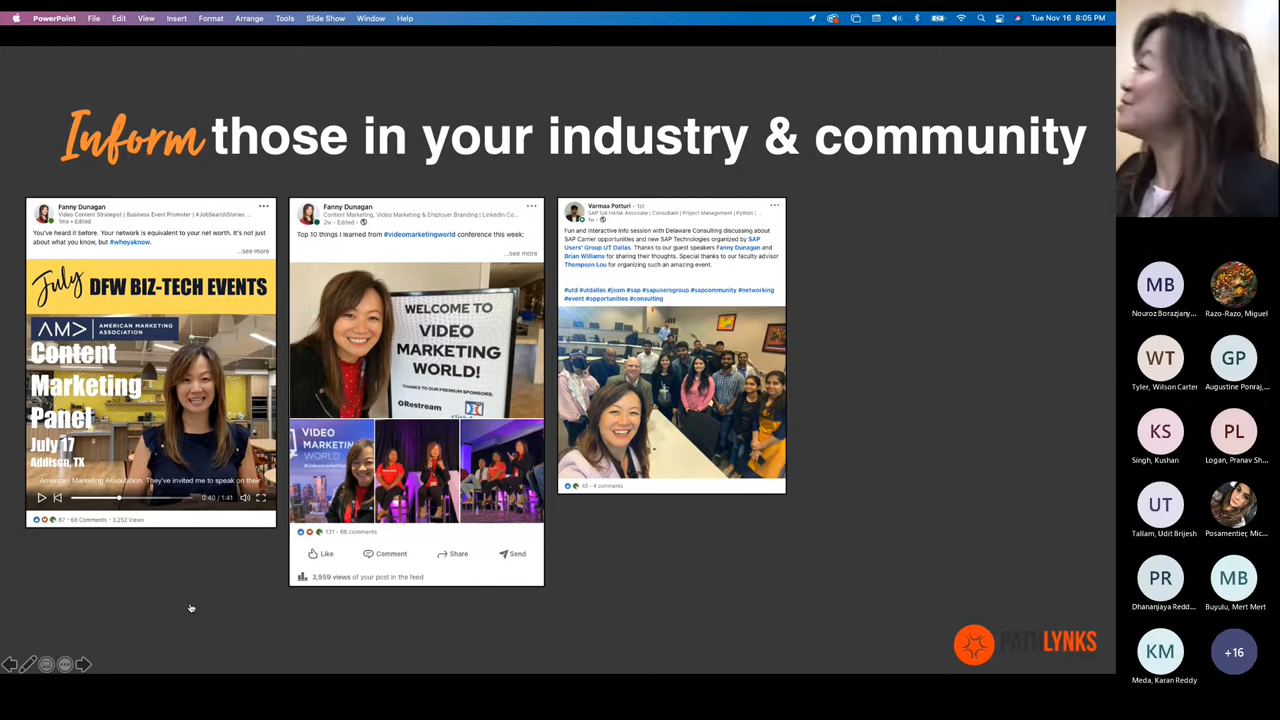 PowerPoint File Edit View Insert Format Arrange Tools Slide Show Window Help
Tue Nov 16 8:05 PM
Inform those in your industry & community
Fanny Dunagan
Video Content Strategist | Business Event Promoter | #JobSearchStories ...
1mo • Edited
You've heard it before. Your network is equivalent to your net worth. It's not just
about what you know, but #whoyaknow.
...see more
July DFW BIZ-TECH EVENTS
AMA | AMERICAN MARKETING
ASSOCIATION
Content
Marketing
Panel
July 17
Addison, TX
American Marketing Association. They've invited me to speak on their
0:40 / 1:41
87 • 68 Comments • 3,252 Views
Fanny Dunagan
Content Marketing, Video Marketing & Employer Branding | LinkedIn Co...
2w • Edited •
Top 10 things I learned from #videomarketingworld conference this week:
...see more
WELCOME TO
VIDEO
MARKETING
WORLD!
THANKS TO OUR PREMIUM SPONSORS:
Restream
VIDEO
MARKETING
WORLD
131 • 66 comments
Like Comment Share Send
3,959 views of your post in the feed
Varmaa Potturi • 1st
SAP S/4 HANA Associate | Consultant | Project Management | Python | ...
1w •
Fun and Interactive Info session with Delaware Consulting discussing about
SAP Carrier opportunities and new SAP Technologies organized by SAP
Users' Group UT Dallas. Thanks to our guest speakers Fanny Dunagan and
Brian Williams for sharing their thoughts. Special thanks to our faculty advisor
Thompson Lou for organizing such an amazing event.
#utd #utdallas #jsom #sap #sapusersgroup #sapcommunity #networking
#event #opportunities #consulting
45 • 4 comments
PATHLYNKS
MB
Nouroz Borazjany...
Razo-Razo, Miguel
WT
Tyler, Wilson Carter
GP
Augustine Ponraj,...
KS
Singh, Kushan
PL
Logan, Pranav Sh...
UT
Tallam, Udit Brijesh
Posamentier, Mic...
PR
Dhananjaya Redd...
MB
Buyulu, Mert Mert
KM
Meda, Karan Reddy
+16